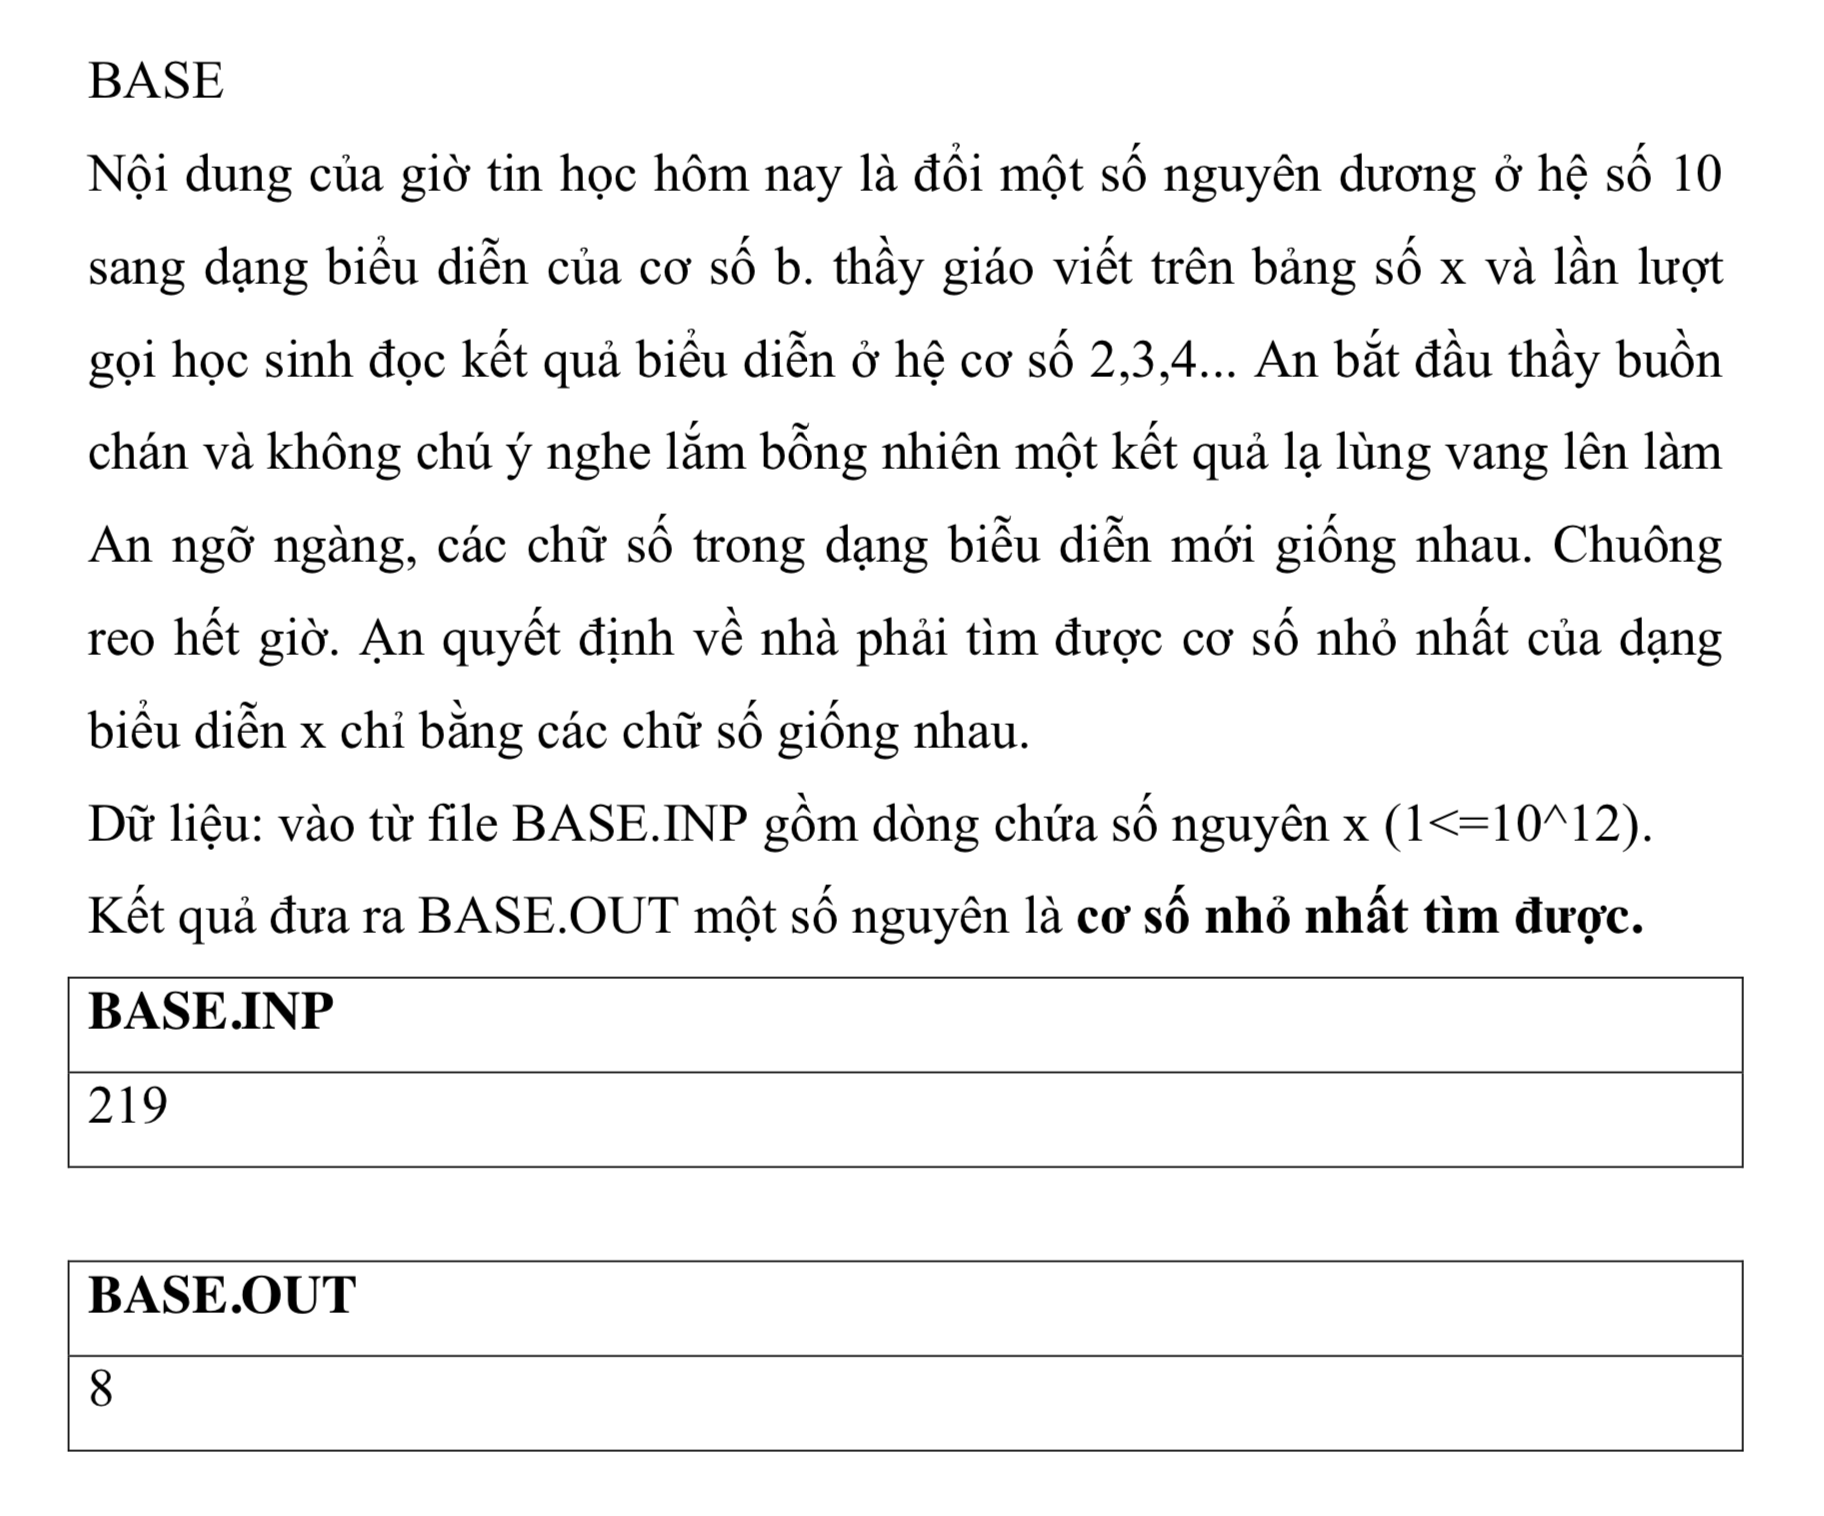 BASE
Nội dung của giờ tin học hôm nay là đổi một số nguyên dương ở hệ số 10
sang dạng biểu diễn của cơ số b. thầy giáo viết trên bảng số x và lần lượt
gọi học sinh đọc kết quả biểu diễn ở hệ cơ số 2,3,4... An bắt đầu thầy buồn
chán và không chú ý nghe lắm bỗng nhiên một kết quả lạ lùng vang lên làm
An ngỡ ngàng, các chữ số trong dạng biễu diễn mới giống nhau. Chuông
reo hết giờ. Ạn quyết định về nhà phải tìm được cơ số nhỏ nhất của dạng
biểu diễn x chỉ bằng các chữ số giống nhau.
Dữ liệu: vào từ file BASE.INP gồm dòng chứa số nguyên x (1<=10^12).
Kết quả đưa ra BASE.OUT một số nguyên là cơ số nhỏ nhất tìm được.
BASE.INP
219
BASE.OUT
8